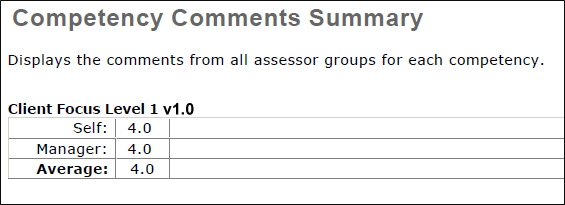 Competency Comments Summary
Displays the comments from all assessor groups for each competency.
Client Focus Level 1 v1.0
Self: 4.0
Manager: 4.0
Average: 4.0